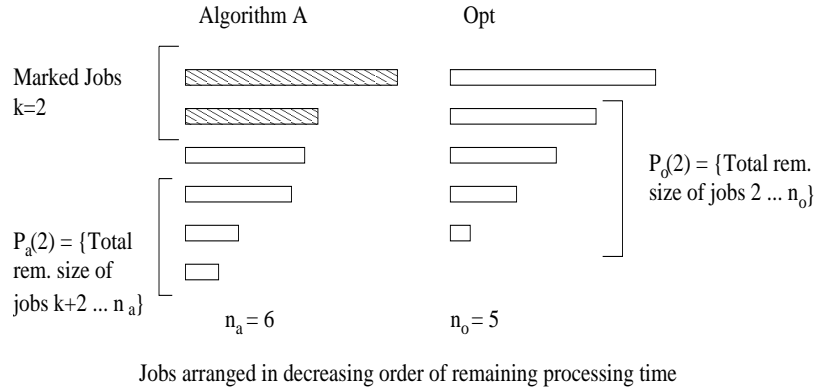 Algorithm A
Opt
Marked Jobs
k=2
P_o(2) = {Total rem.
size of jobs 2 ... n_o}
P_a(2) = {Total
rem. size of
jobs k+2 ... n_a}
n_a = 6
n_o = 5
Jobs arranged in decreasing order of remaining processing time